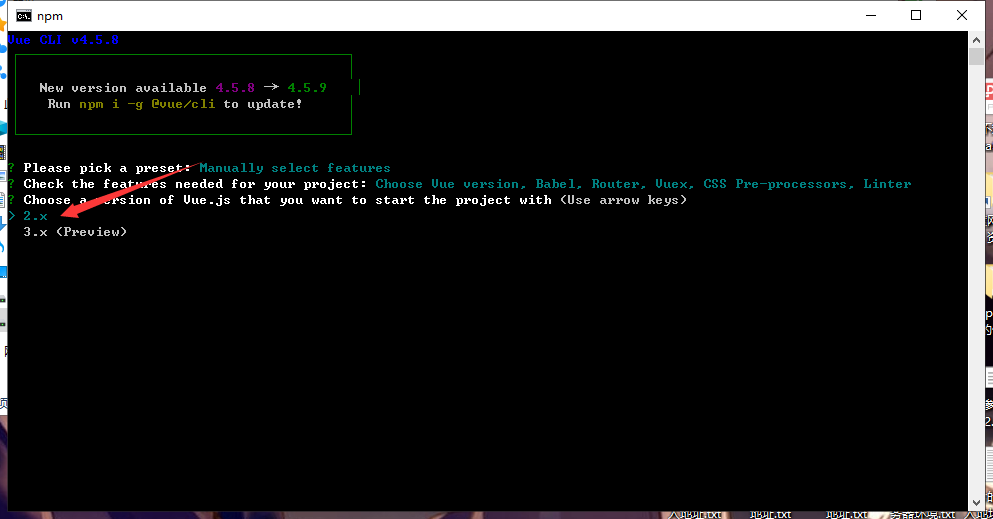 npm
Vue CLI v4.5.8
New version available 4.5.8 → 4.5.9
Run npm i -g @vue/cli to update!
? Please pick a preset: Manually select features
? Check the features needed for your project: Choose Vue version, Babel, Router, Vuex, CSS Pre-processors, Linter
? Choose a version of Vue.js that you want to start the project with (Use arrow keys)
> 2.x
3.x (Preview)